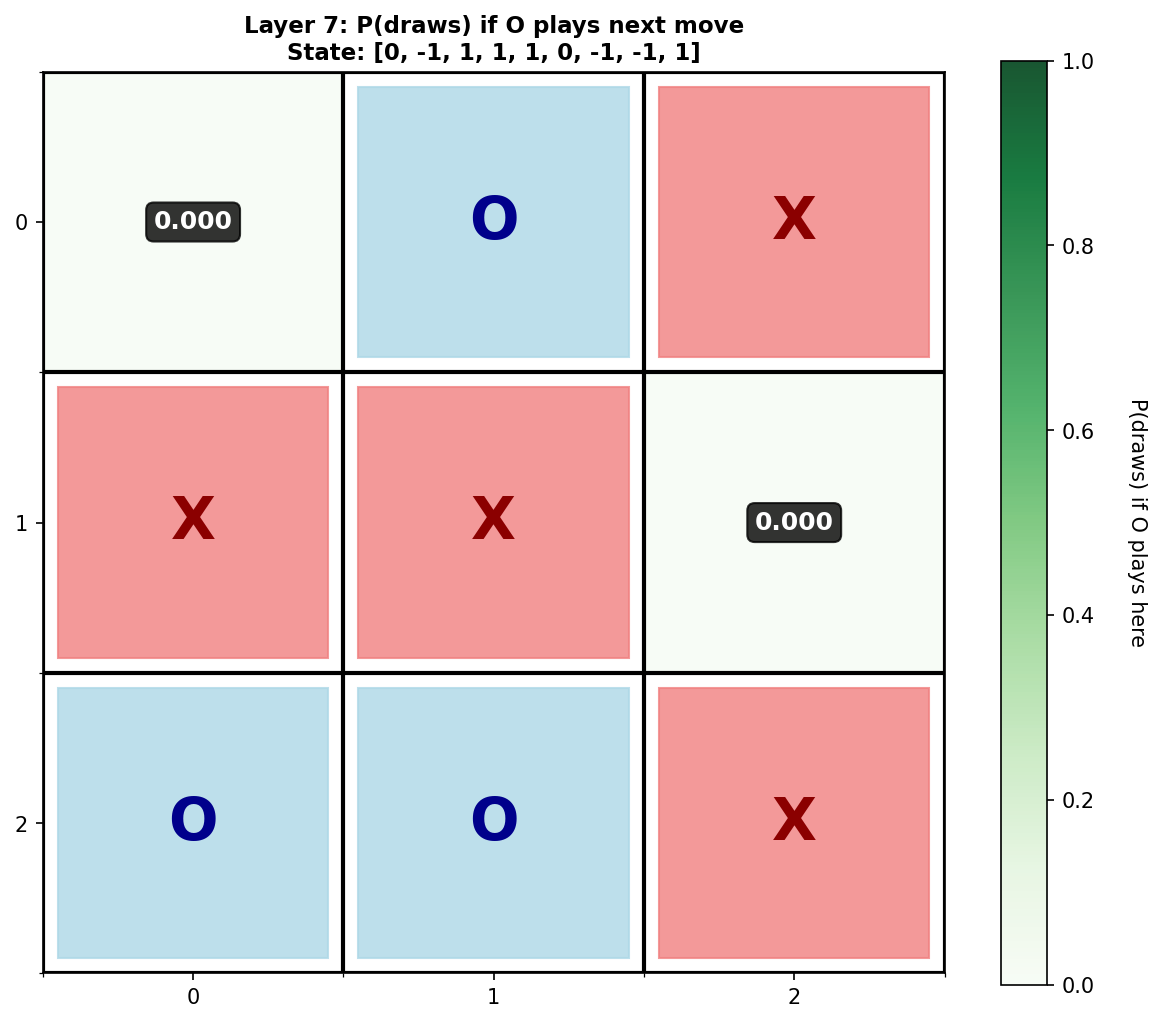 Layer 7: P(draws) if O plays next move
State: [0, -1, 1, 1, 1, 0, -1, -1, 1]
0
0.000
O
X
1
X
X
0.000
2
O
O
X
0
1
2
1.0
0.8
0.6
0.4
0.2
0.0
P(draws) if O plays here